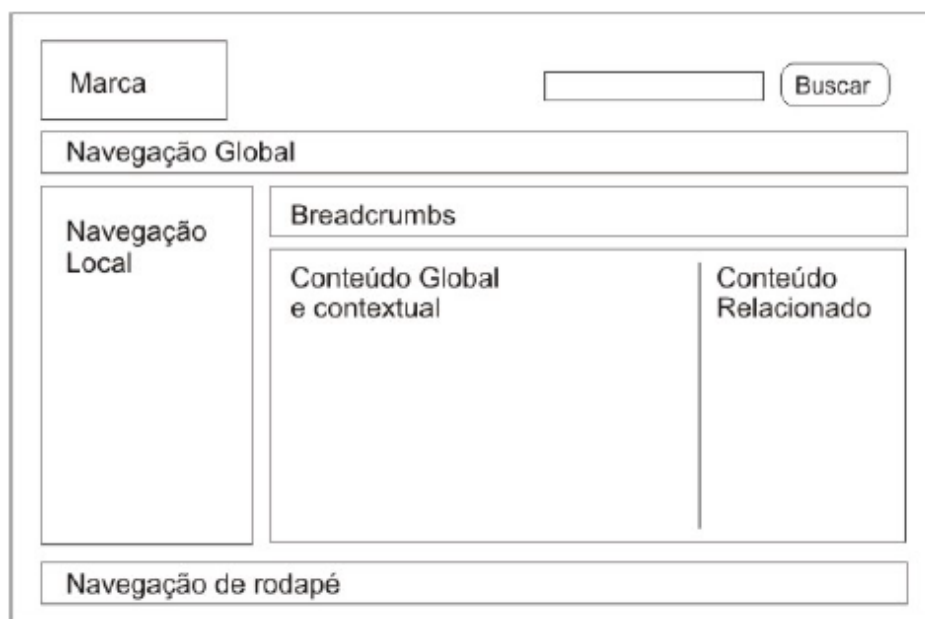 Marca
Buscar
Navegação Global
Navegação
Local
Breadcrumbs
Conteúdo Global
e contextual
Conteúdo
Relacionado
Navegação de rodapé